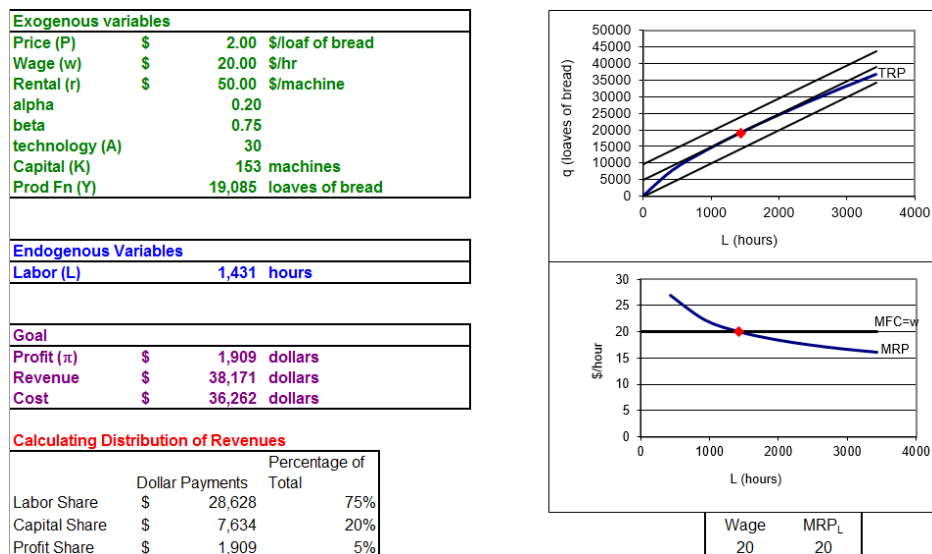 Exogenous variables
Price (P) $ 2.00 $/loaf of bread
Wage (w) $ 20.00 $/hr
Rental (r) $ 50.00 $/machine
alpha 0.20
beta 0.75
technology (A) 30
Capital (K) 153 machines
Prod Fn (Y) 19,085 loaves of bread
Endogenous Variables
Labor (L) 1,431 hours
Goal
Profit (π) $ 1,909 dollars
Revenue $ 38,171 dollars
Cost $ 36,262 dollars
Calculating Distribution of Revenues
Percentage of
Dollar Payments Total
Labor Share $ 28,628 75%
Capital Share $ 7,634 20%
Profit Share $ 1,909 5%
q (loaves of bread)
50000
45000
40000
35000
30000
25000
20000
15000
10000
5000
0
TRP
0 1000 2000 3000 4000
L (hours)
$/hour
30
25
20
15
10
5
0
MFC=w
MRP
0 1000 2000 3000 4000
L (hours)
Wage MRPL
20 20